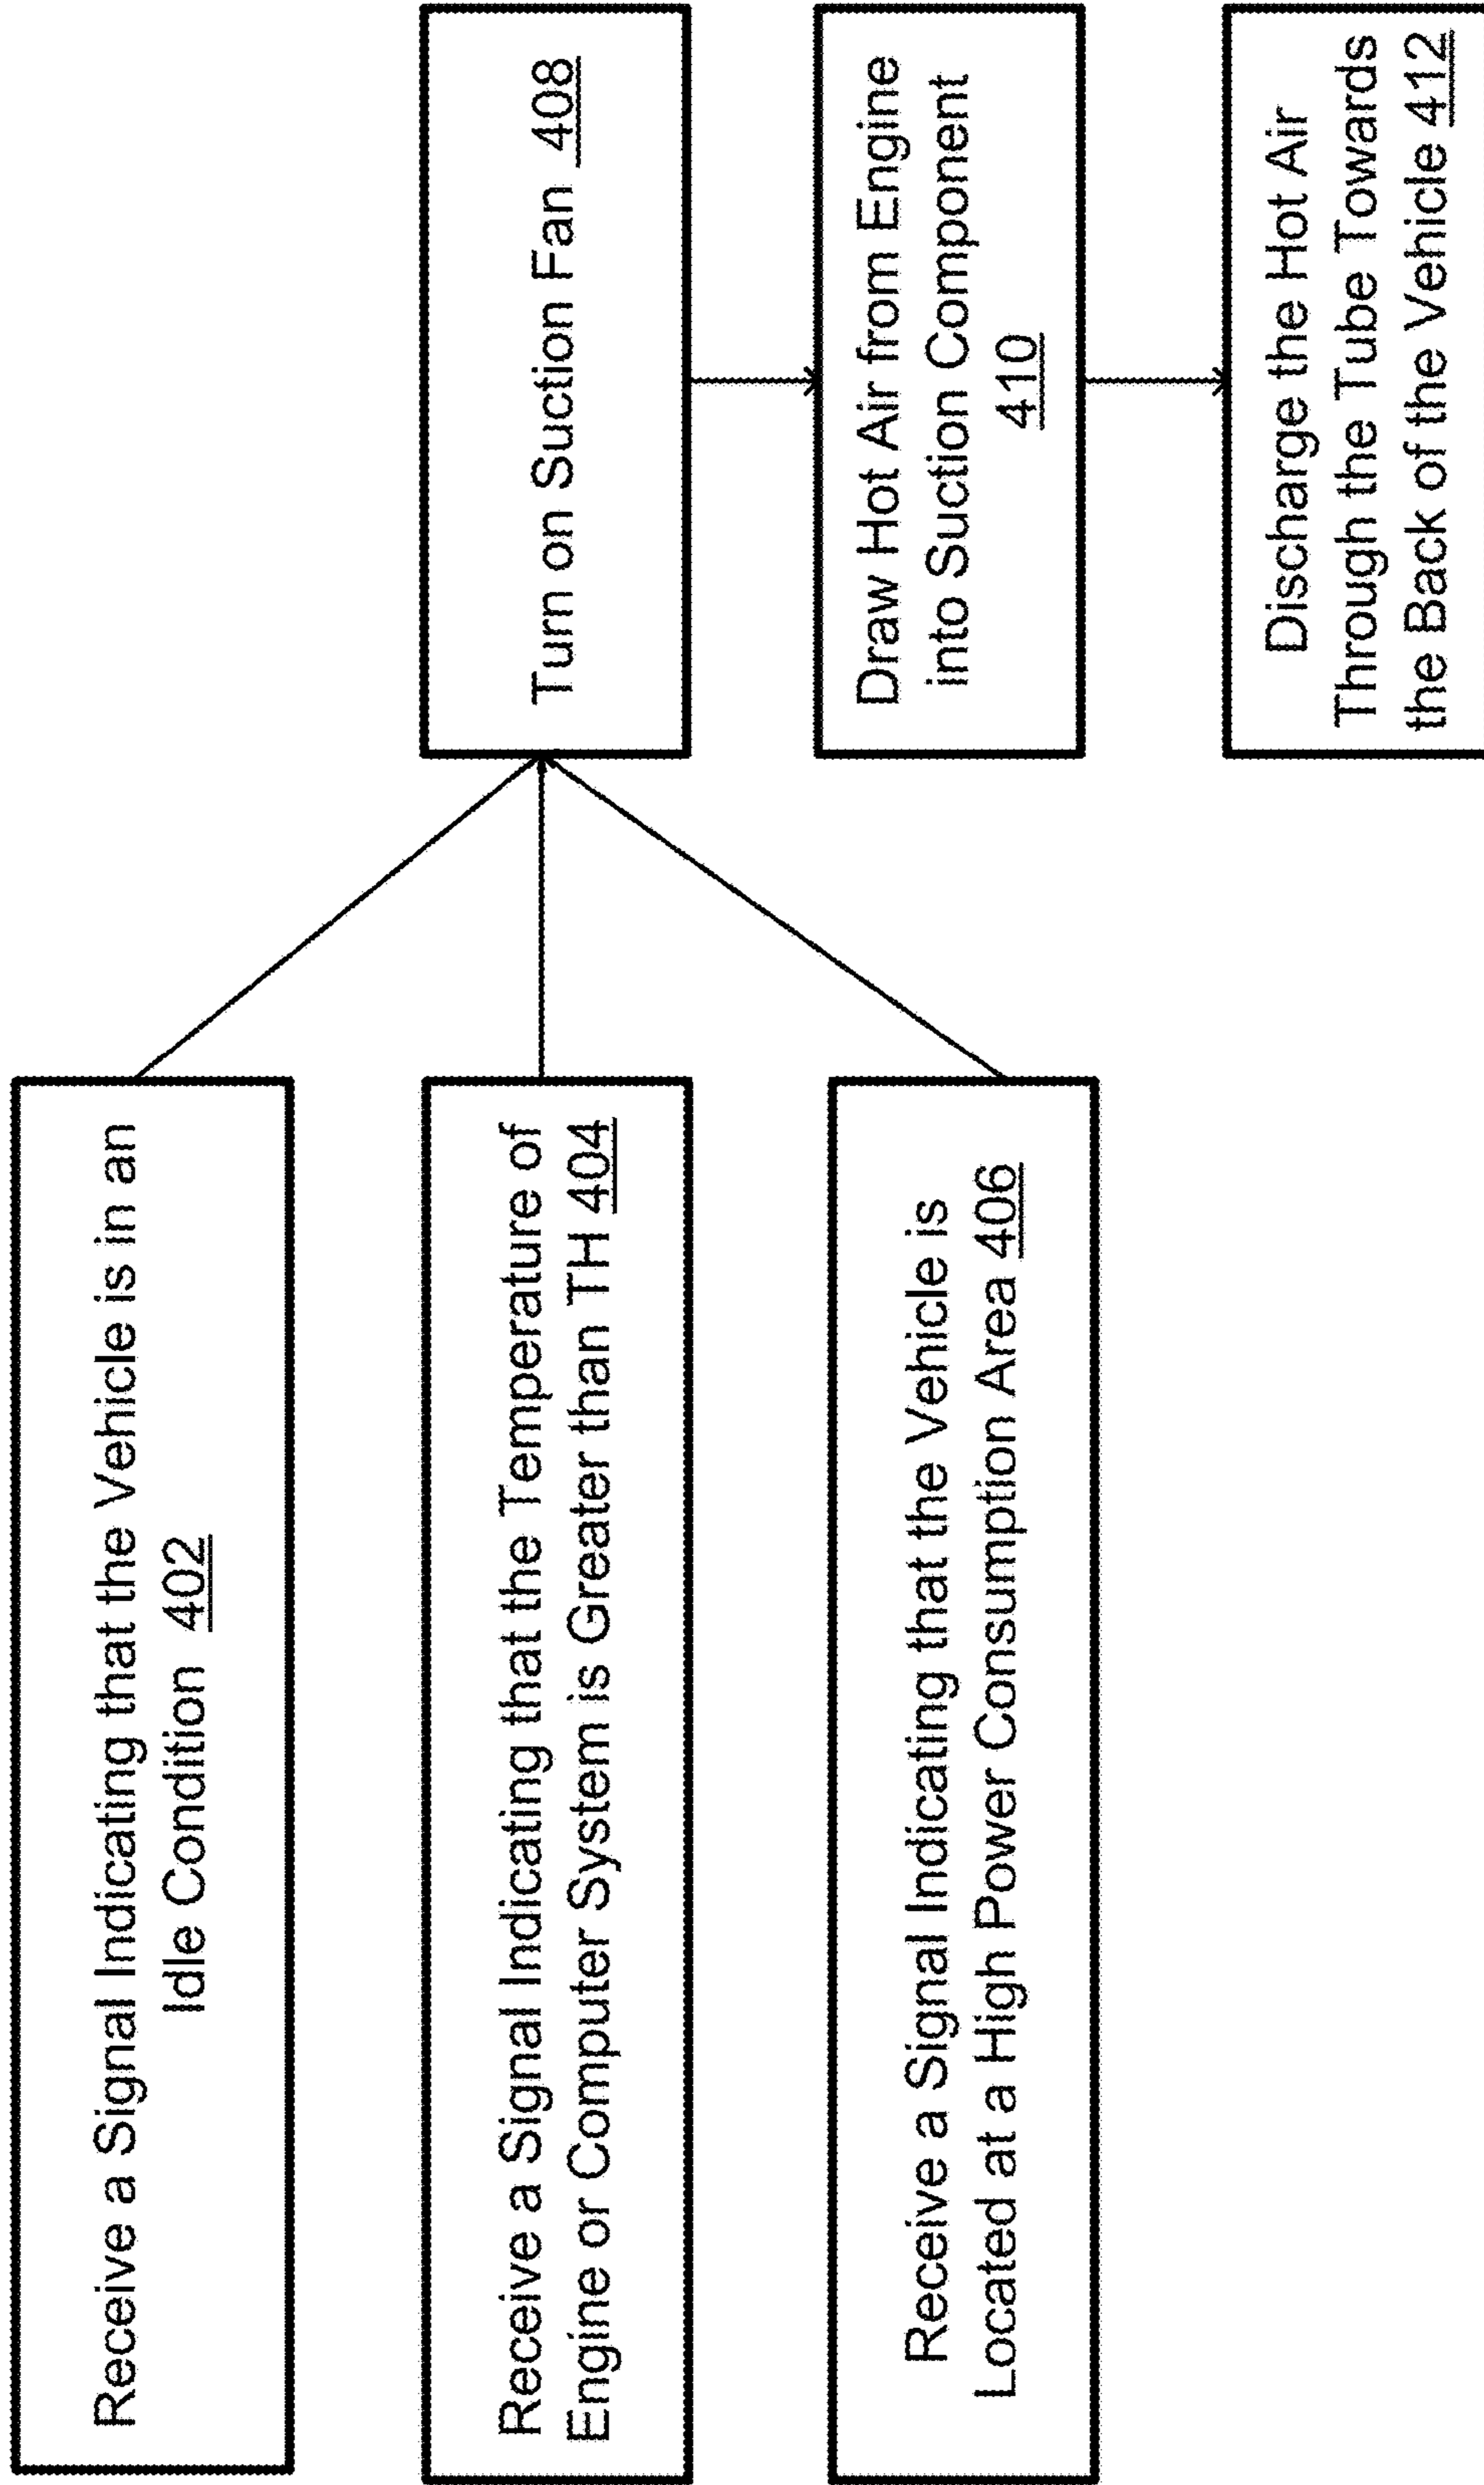 Receive a Signal Indicating that the Vehicle is in an
Idle Condition 402
Receive a Signal Indicating that the Temperature of
Engine or Computer System is Greater than TH 404
Receive a Signal Indicating that the Vehicle is
Located at a High Power Consumption Area 406
Turn on Suction Fan 408
Draw Hot Air from Engine
into Suction Component
410
Discharge the Hot Air
Through the Tube Towards
the Back of the Vehicle 412